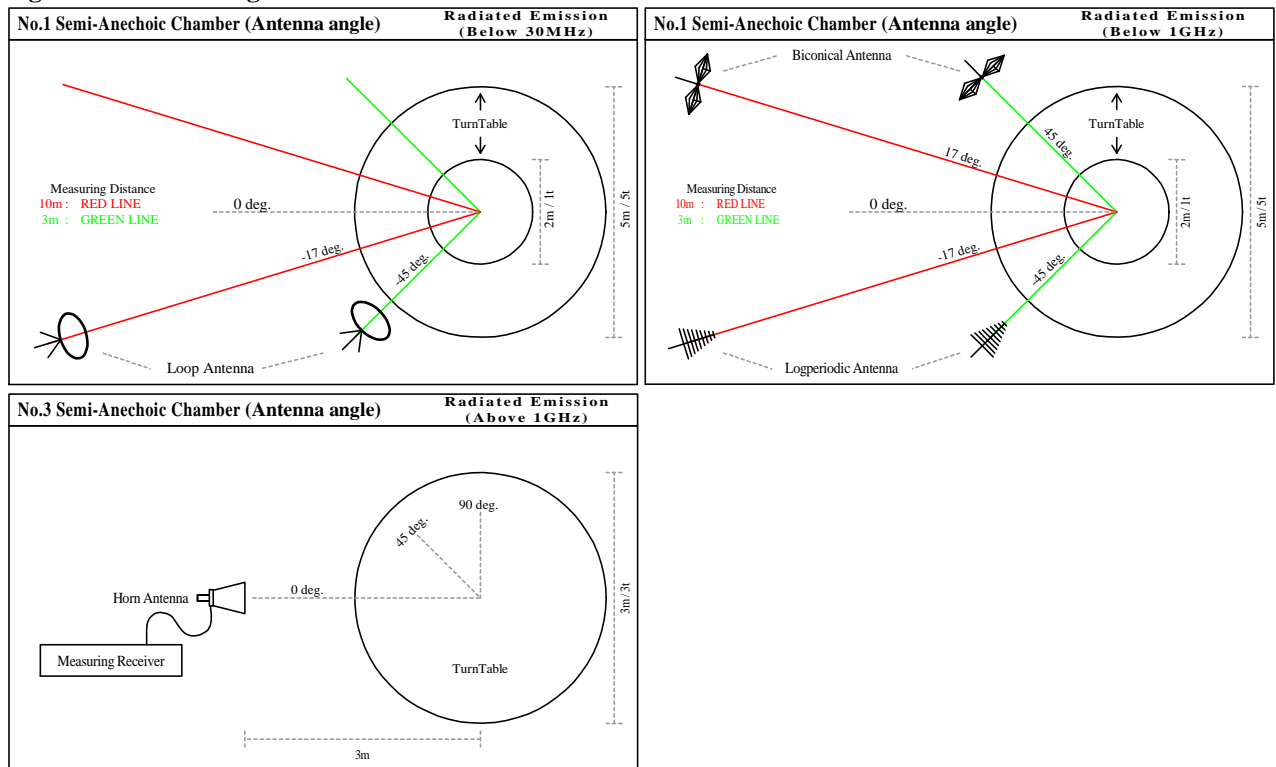 No.1 Semi-Anechoic Chamber (Antenna angle)
Radiated Emission
(Below 30MHz)
TurnTable
Measuring Distance
10m : RED LINE
3m : GREEN LINE
0 deg.
-17 deg.
-45 deg.
2m / 1t
5m / 5t
Loop Antenna
No.1 Semi-Anechoic Chamber (Antenna angle)
Radiated Emission
(Below 1GHz)
Biconical Antenna
TurnTable
45 deg.
17 deg.
Measuring Distance
10m : RED LINE
3m : GREEN LINE
0 deg.
-17 deg.
-45 deg.
2m / 1t
5m / 5t
Logperiodic Antenna
No.3 Semi-Anechoic Chamber (Antenna angle)
Radiated Emission
(Above 1GHz)
90 deg.
45 deg.
0 deg.
Horn Antenna
Measuring Receiver
TurnTable
3m / 3t
3m